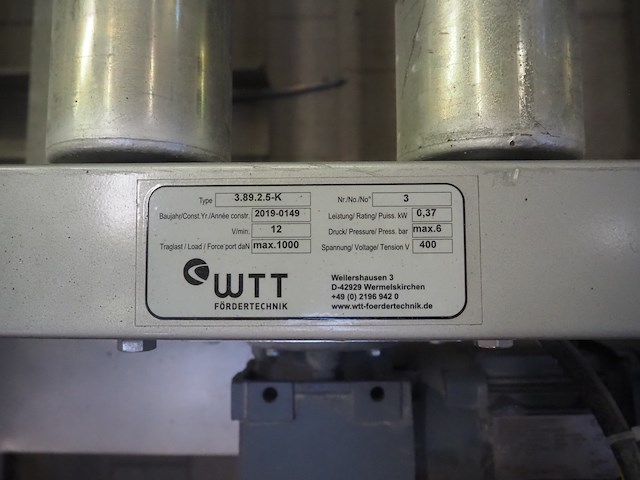 Type 3.89.2.5-K Nr./No./No° 3
Baujahr/Const.Yr./Année constr. 2019-0149 Leistung/ Rating/ Puiss. kW 0,37
V/min. 12 Druck/ Pressure/ Press. bar max.6
Traglast / Load / Force port daN max.1000 Spannung/ Voltage/ Tension V 400
WTT
FÖRDERTECHNIK
Wellershausen 3
D-42929 Wermelskirchen
+49 (0) 2196 942 0
www.wtt-foerdertechnik.de